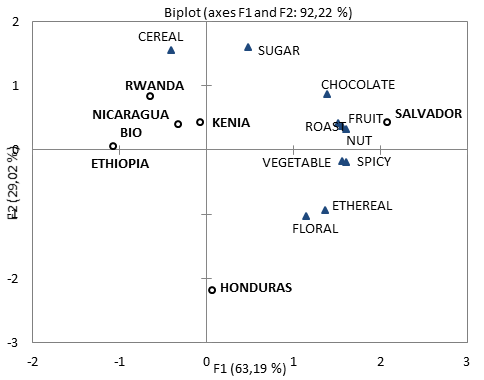 Biplot (axes F1 and F2: 92,22 %)
2
CEREAL
SUGAR
1
RWANDA
CHOCOLATE
NICARAGUA
BIO
KENIA
ROAST
FRUIT
SALVADOR
NUT
0
ETHIOPIA
VEGETABLE
SPICY
F2 (29,02 %)
-1
ETHEREAL
FLORAL
-2
HONDURAS
-3
-2 -1 0 1 2 3
F1 (63,19 %)